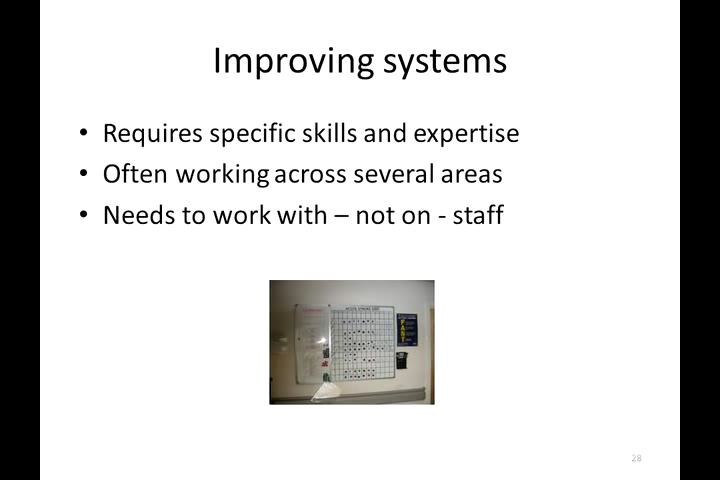 Improving systems
• Requires specific skills and expertise
• Often working across several areas
• Needs to work with – not on - staff
FAST
28